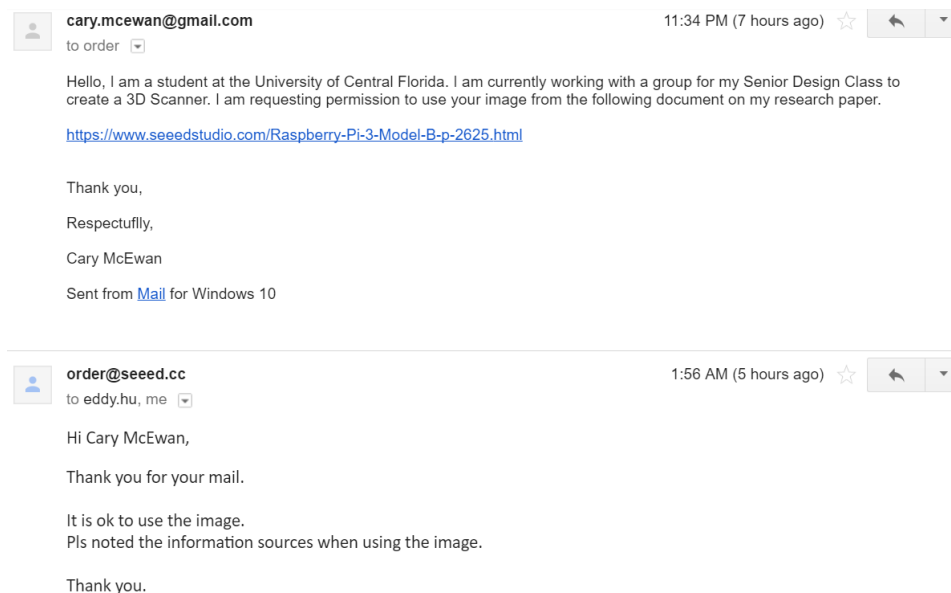 cary.mcewan@gmail.com 11:34 PM (7 hours ago)
to order
Hello, I am a student at the University of Central Florida. I am currently working with a group for my Senior Design Class to
create a 3D Scanner. I am requesting permission to use your image from the following document on my research paper.
https://www.seeedstudio.com/Raspberry-Pi-3-Model-B-p-2625.html
Thank you,
Respectuflly,
Cary McEwan
Sent from Mail for Windows 10
order@seeed.cc 1:56 AM (5 hours ago)
to eddy.hu, me
Hi Cary McEwan,
Thank you for your mail.
It is ok to use the image.
Pls noted the information sources when using the image.
Thank you.